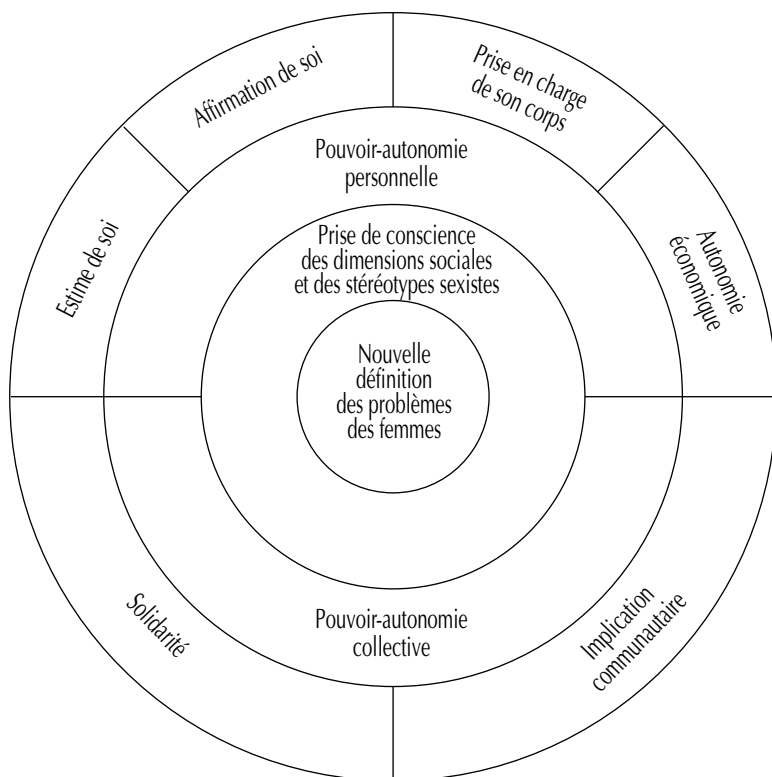 Affirmation de soi
Prise en charge
de son corps
Estime de soi
Autonomie
économique
Pouvoir-autonomie
personnelle
Prise de conscience
des dimensions sociales
et des stéréotypes sexistes
Nouvelle
définition
des problèmes
des femmes
Pouvoir-autonomie
collective
Solidarité
Implication
communautaire